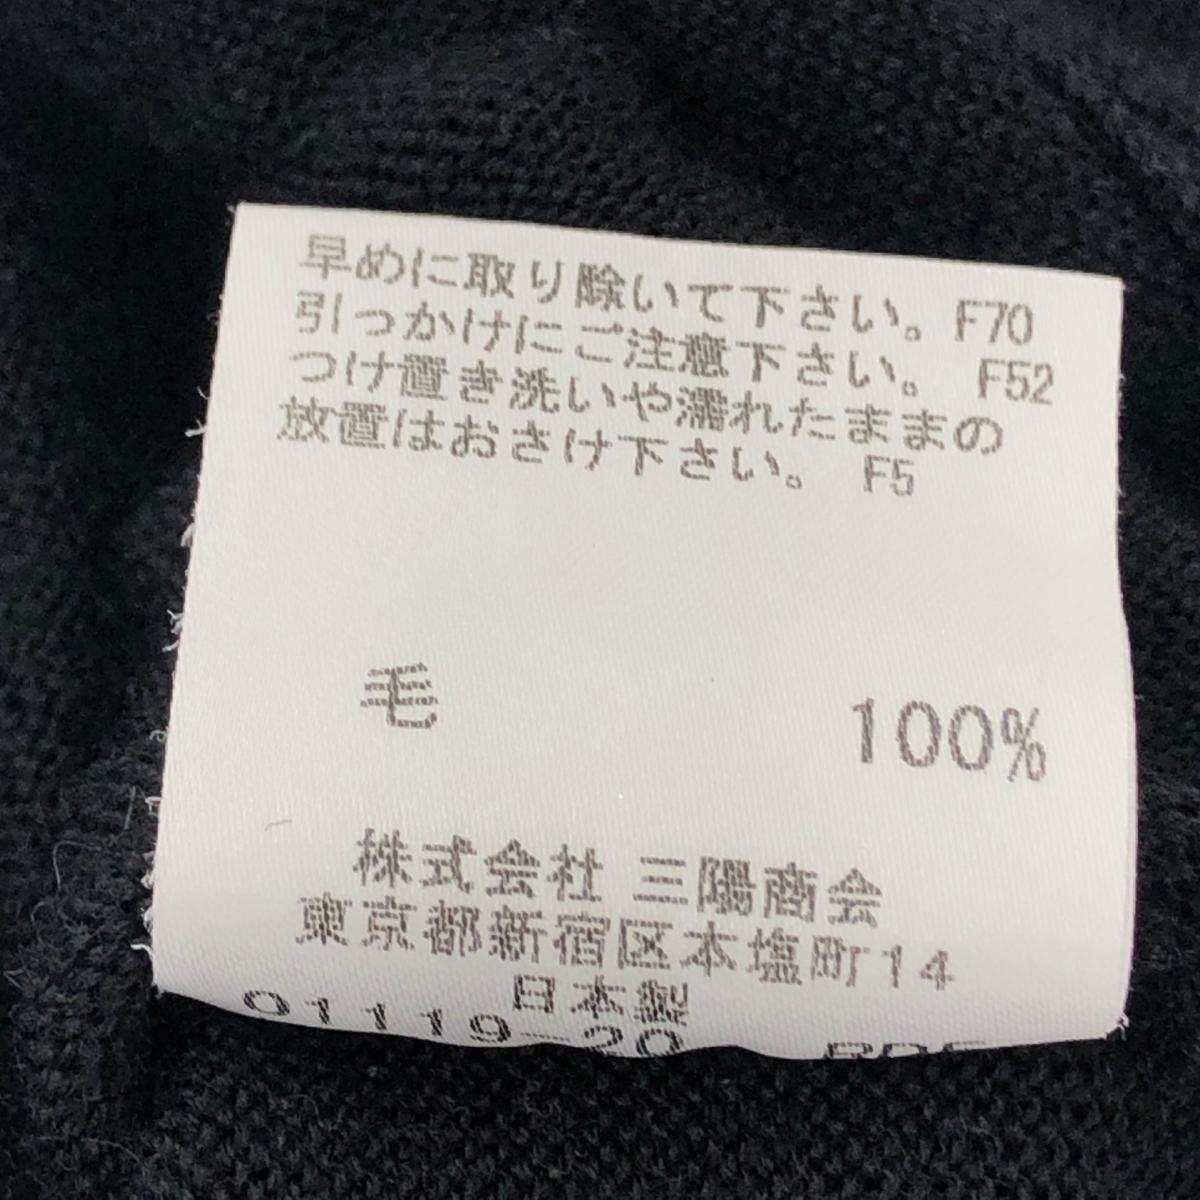 早めに取り除いて下さい。F70
引っかけにご注意下さい。 F52
つけ置き洗いや濡れたままの
放置はおさけ下さい。 F5
毛 100%
株式会社 三陽商会
東京都新宿区本塩町14
日本製
01119-20